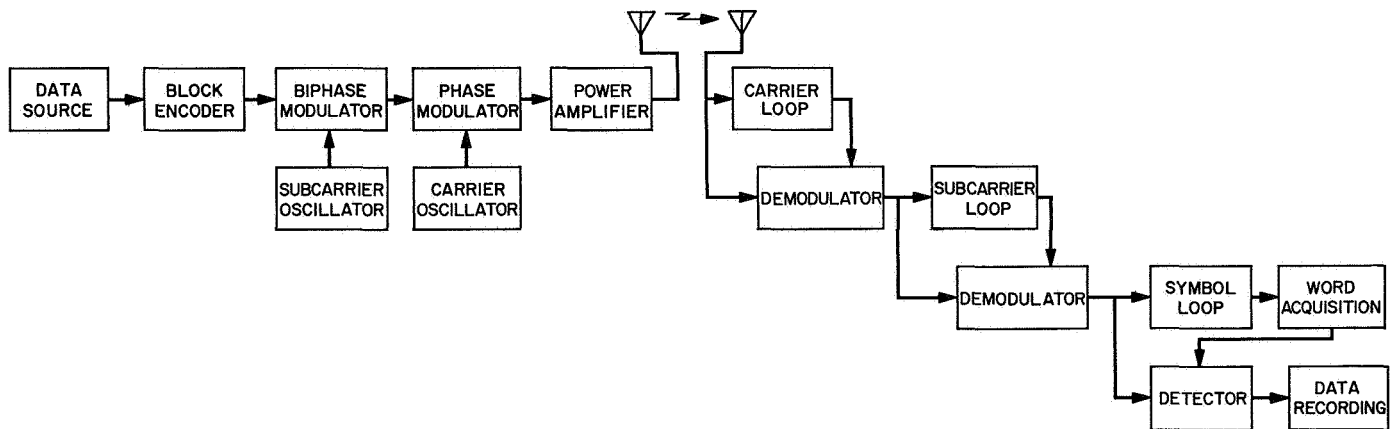 DATA
SOURCE
BLOCK
ENCODER
BIPHASE
MODULATOR
PHASE
MODULATOR
POWER
AMPLIFIER
SUBCARRIER
OSCILLATOR
CARRIER
OSCILLATOR
CARRIER
LOOP
DEMODULATOR
SUBCARRIER
LOOP
DEMODULATOR
SYMBOL
LOOP
WORD
ACQUISITION
DETECTOR
DATA
RECORDING